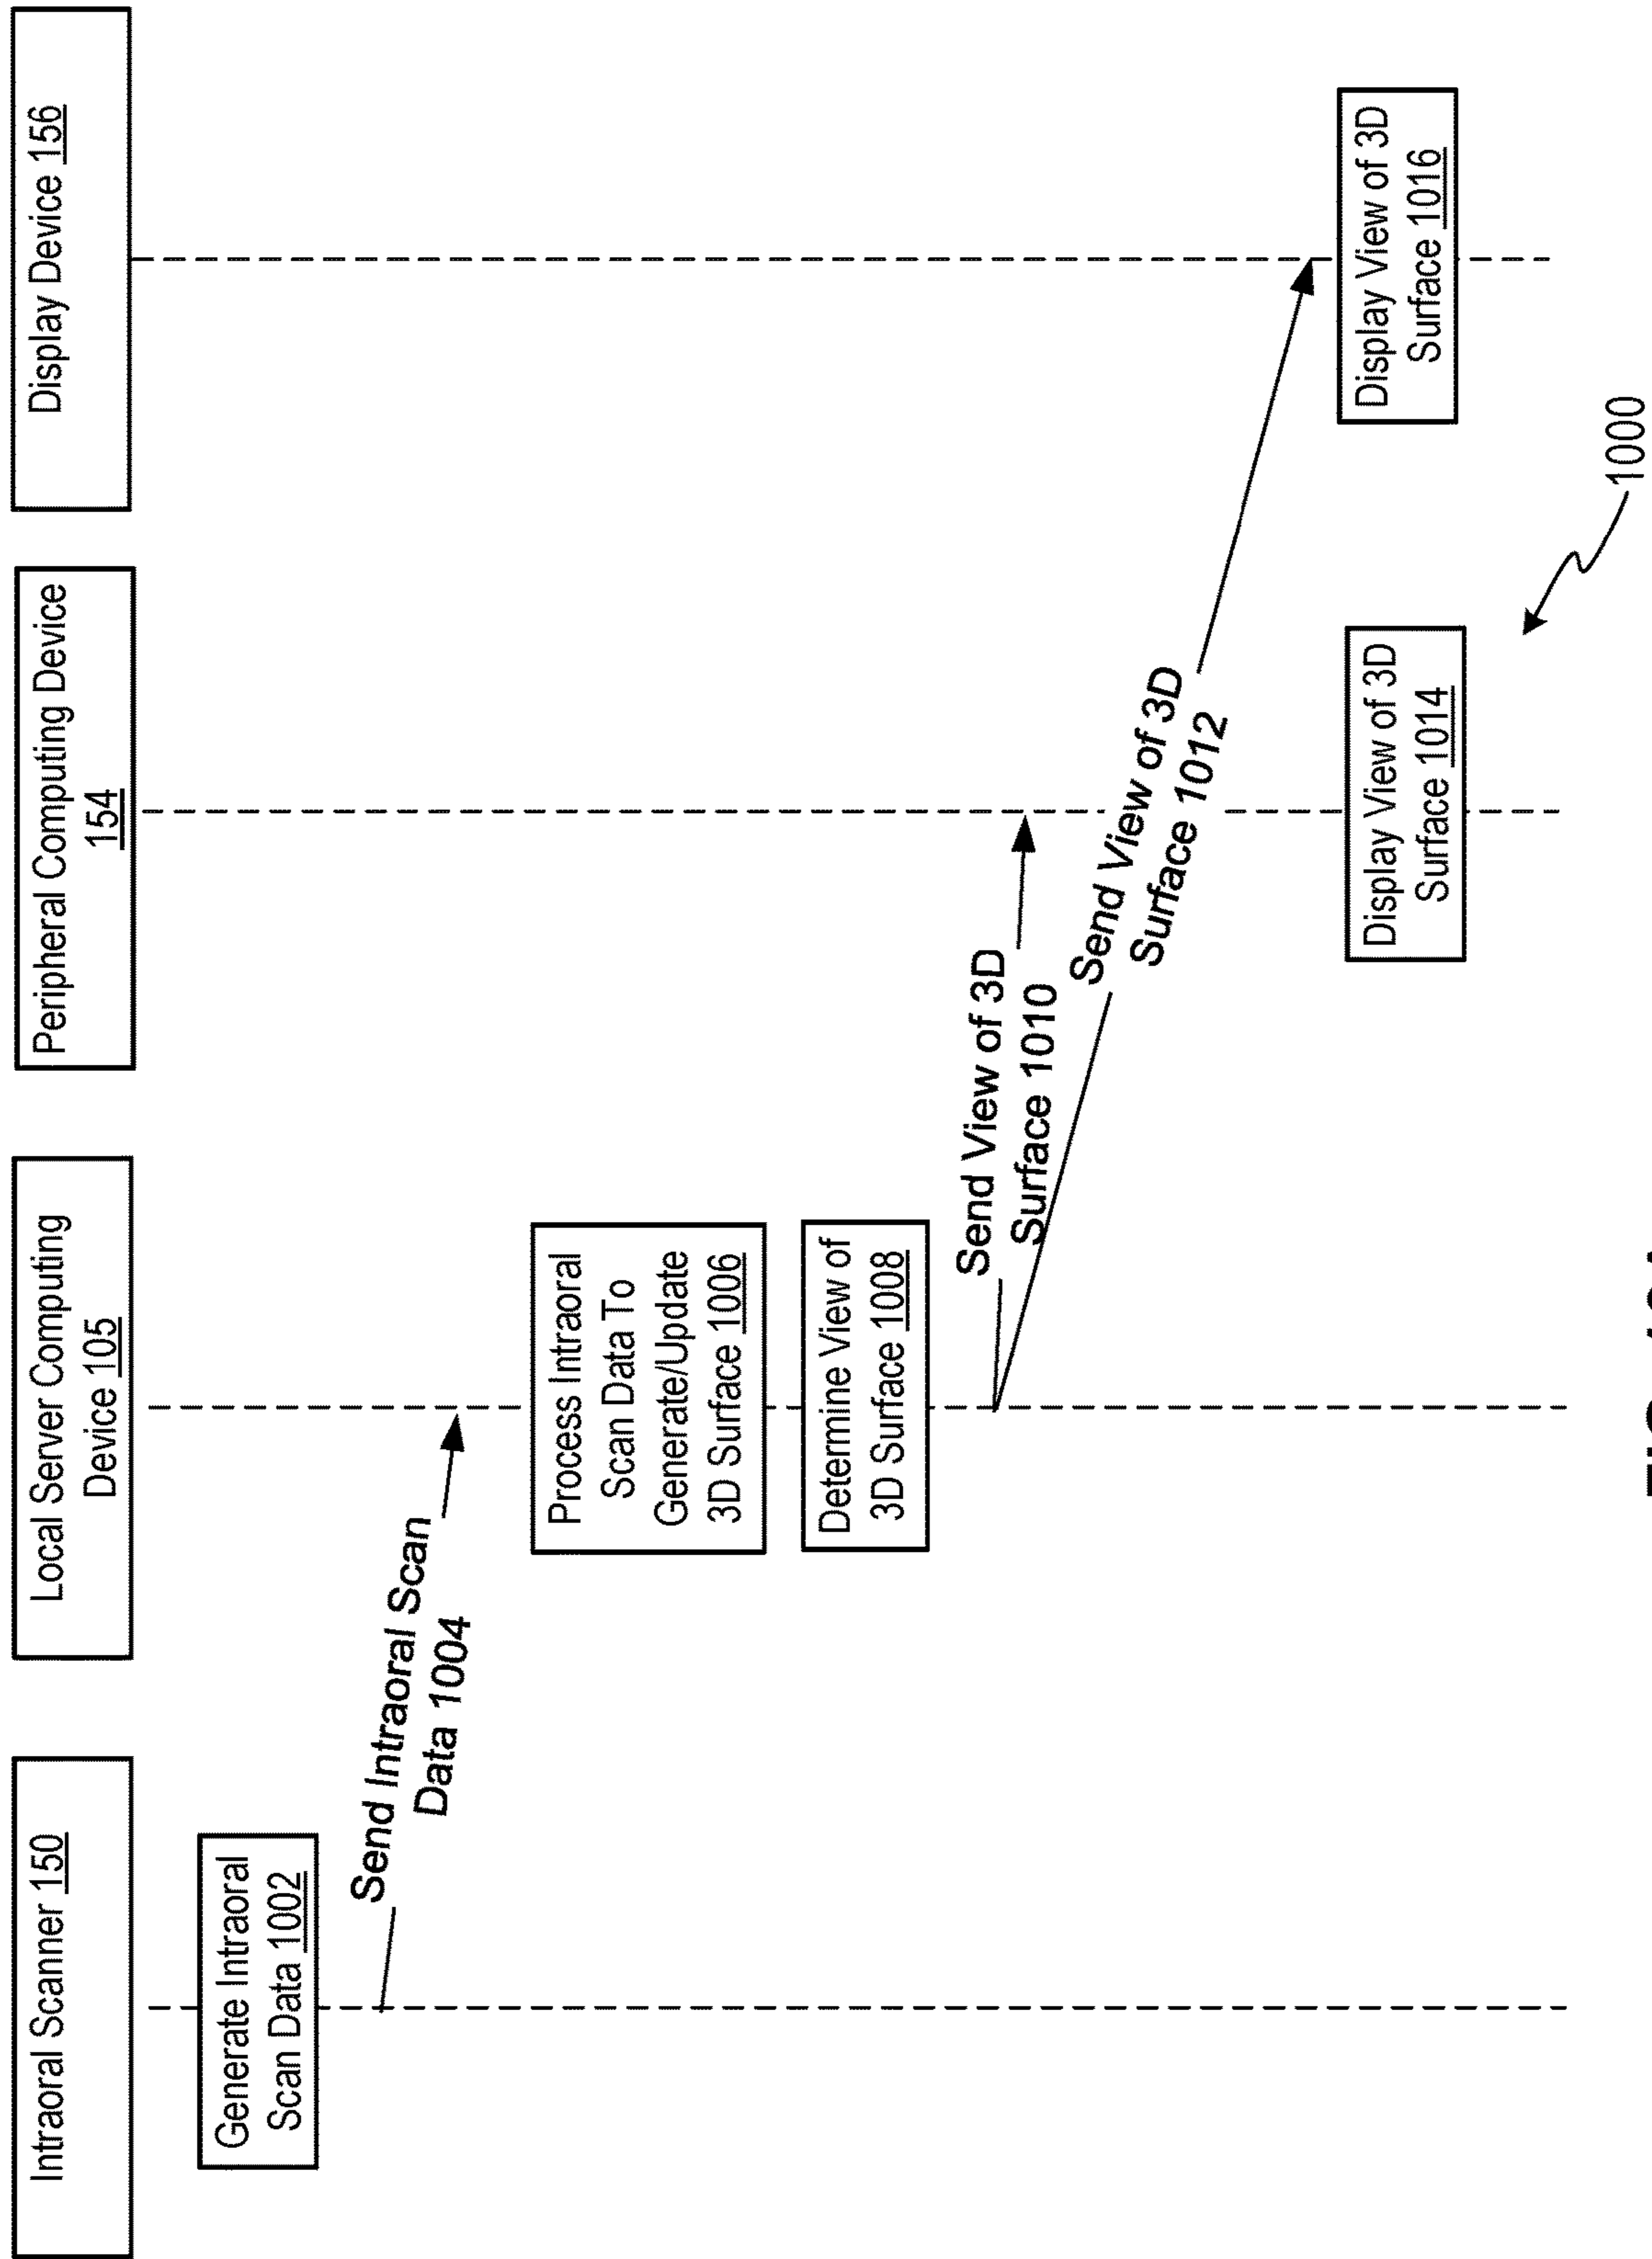 Intraoral Scanner 150
Local Server Computing
Device 105
Peripheral Computing Device
154
Display Device 156
Generate Intraoral
Scan Data 1002
Send Intraoral Scan
Data 1004
Process Intraoral
Scan Data To
Generate/Update
3D Surface 1006
Determine View of
3D Surface 1008
Send View of 3D
Surface 1010
Send View of 3D
Surface 1012
Display View of 3D
Surface 1014
Display View of 3D
Surface 1016
1000